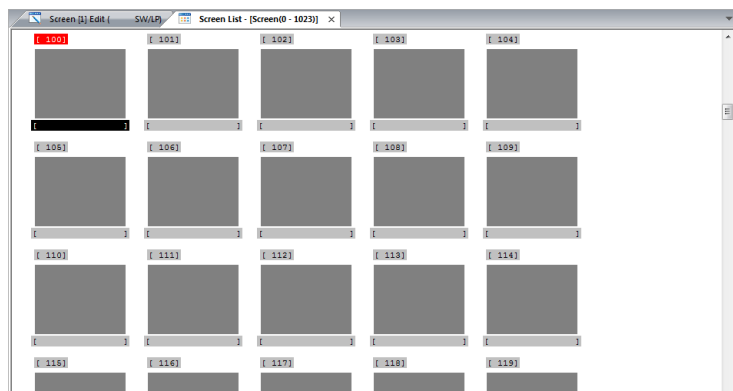 Screen [1] Edit ( SW/LP) Screen List - [Screen(0 - 1023)] ×
[ 100] [ 101] [ 102] [ 103] [ 104]
[ ] [ ] [ ] [ ] [ ]
[ 105] [ 106] [ 107] [ 108] [ 109]
[ ] [ ] [ ] [ ] [ ]
[ 110] [ 111] [ 112] [ 113] [ 114]
[ ] [ ] [ ] [ ] [ ]
[ 115] [ 116] [ 117] [ 118] [ 119]